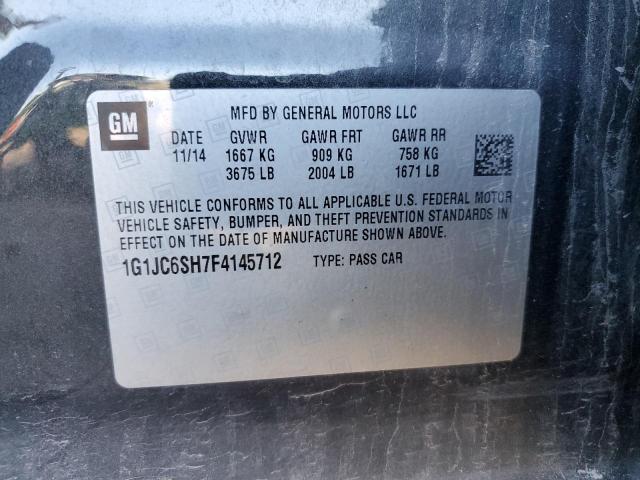 GM
MFD BY GENERAL MOTORS LLC
DATE GVWR GAWR FRT GAWR RR
11/14 1667 KG 909 KG 758 KG
3675 LB 2004 LB 1671 LB
THIS VEHICLE CONFORMS TO ALL APPLICABLE U.S. FEDERAL MOTOR
VEHICLE SAFETY, BUMPER, AND THEFT PREVENTION STANDARDS IN
EFFECT ON THE DATE OF MANUFACTURE SHOWN ABOVE.
1G1JC6SH7F4145712 TYPE: PASS CAR